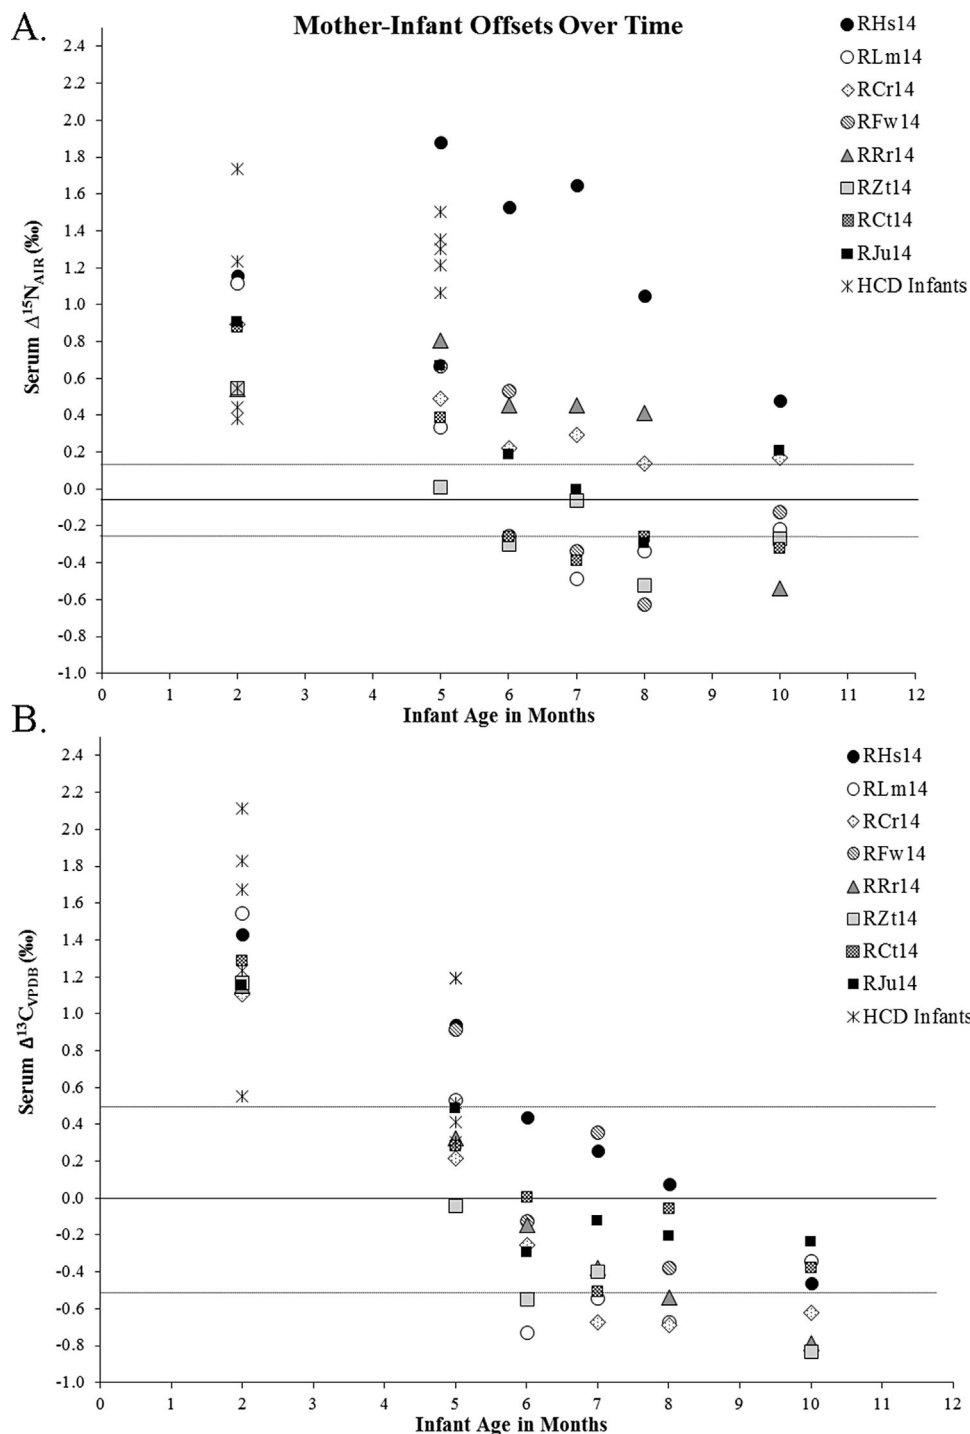 A.
Mother-Infant Offsets Over Time
RHs14
RLm14
RCr14
RFw14
RRr14
RZt14
RCt14
RJu14
HCD Infants
Serum Δ¹⁵N_AIR (‰)
2.4
2.2
2.0
1.8
1.6
1.4
1.2
1.0
0.8
0.6
0.4
0.2
0.0
-0.2
-0.4
-0.6
-0.8
-1.0
0 1 2 3 4 5 6 7 8 9 10 11 12
Infant Age in Months
B.
RHs14
RLm14
RCr14
RFw14
RRr14
RZt14
RCt14
RJu14
HCD Infants
Serum Δ¹³C_VPDB (‰)
2.4
2.2
2.0
1.8
1.6
1.4
1.2
1.0
0.8
0.6
0.4
0.2
0.0
-0.2
-0.4
-0.6
-0.8
-1.0
0 1 2 3 4 5 6 7 8 9 10 11 12
Infant Age in Months